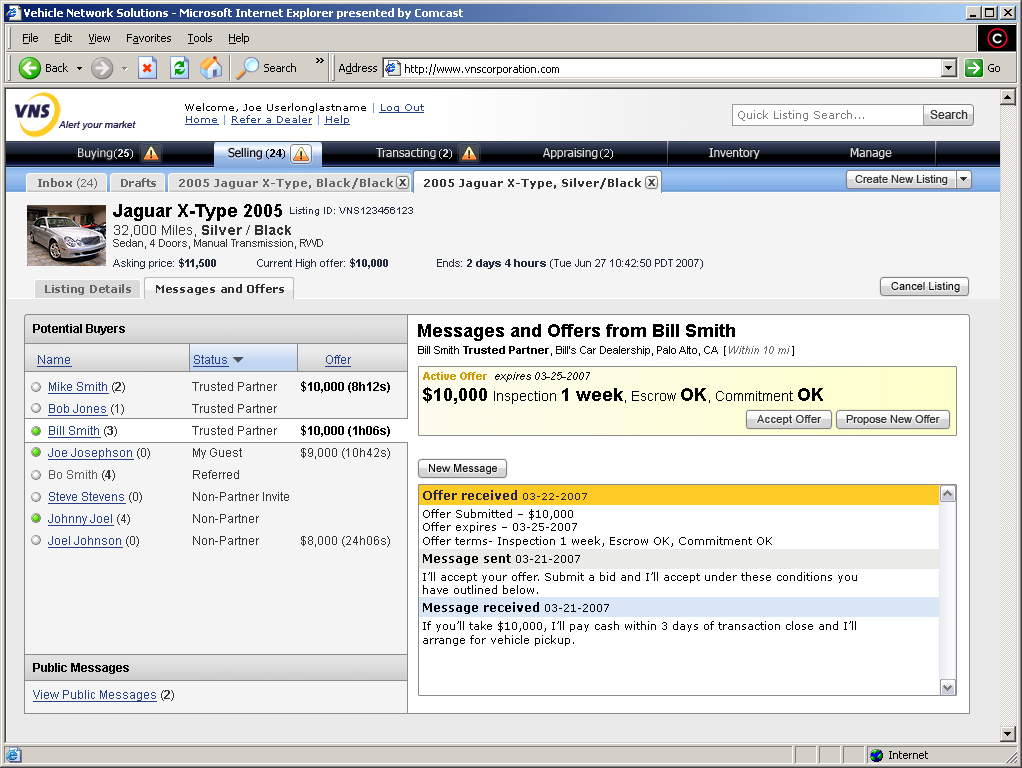 Vehicle Network Solutions - Microsoft Internet Explorer presented by Comcast
File Edit View Favorites Tools Help
Back Search » Address http://www.vnscorporation.com Go
VNS Alert your market
Welcome, Joe Userlonglastname | Log Out
Home | Refer a Dealer | Help
Quick Listing Search... Search
Buying(25) Selling (24) Transacting (2) Appraising(2) Inventory Manage
Inbox (24) Drafts 2005 Jaguar X-Type, Black/Black 2005 Jaguar X-Type, Silver/Black Create New Listing
Jaguar X-Type 2005 Listing ID: VNS123456123
32,000 Miles, Silver / Black
Sedan, 4 Doors, Manual Transmission, RWD
Asking price: $11,500 Current High offer: $10,000 Ends: 2 days 4 hours (Tue Jun 27 10:42:50 PDT 2007)
Listing Details Messages and Offers Cancel Listing
Potential Buyers
Name Status Offer
Mike Smith (2) Trusted Partner $10,000 (8h12s)
Bob Jones (1) Trusted Partner
Bill Smith (3) Trusted Partner $10,000 (1h06s)
Joe Josephson (0) My Guest $9,000 (10h42s)
Bo Smith (4) Referred
Steve Stevens (0) Non-Partner Invite
Johnny Joel (4) Non-Partner
Joel Johnson (0) Non-Partner $8,000 (24h06s)
Public Messages
View Public Messages (2)
Messages and Offers from Bill Smith
Bill Smith Trusted Partner, Bill's Car Dealership, Palo Alto, CA [Within 10 mi]
Active Offer expires 03-25-2007
$10,000 Inspection 1 week, Escrow OK, Commitment OK
Accept Offer Propose New Offer
New Message
Offer received 03-22-2007
Offer Submitted – $10,000
Offer expires – 03-25-2007
Offer terms- Inspection 1 week, Escrow OK, Commitment OK
Message sent 03-21-2007
I'll accept your offer. Submit a bid and I'll accept under these conditions you
have outlined below.
Message received 03-21-2007
If you'll take $10,000, I'll pay cash within 3 days of transaction close and I'll
arrange for vehicle pickup.
Internet